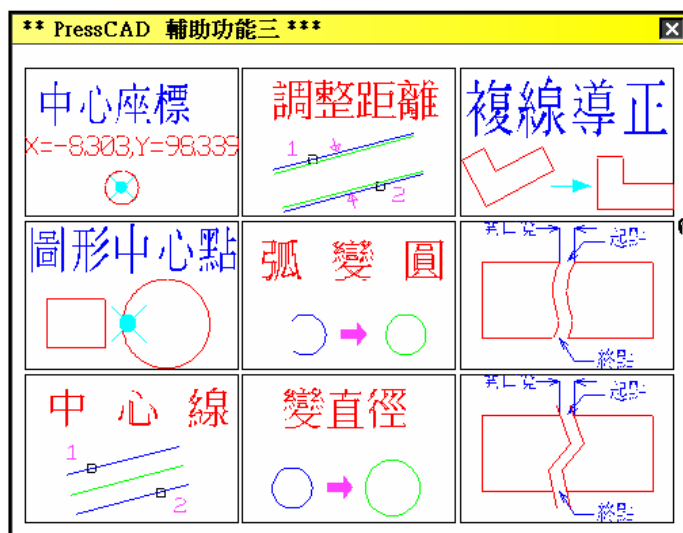 ** PressCAD 輔助功能三 ***
中心座標
X=-8.303,Y=98.339
調整距離
1
2
複線導正
圖形中心點
弧 變 圓
起點
終點
中 心 線
1
2
變直徑
起點
終點